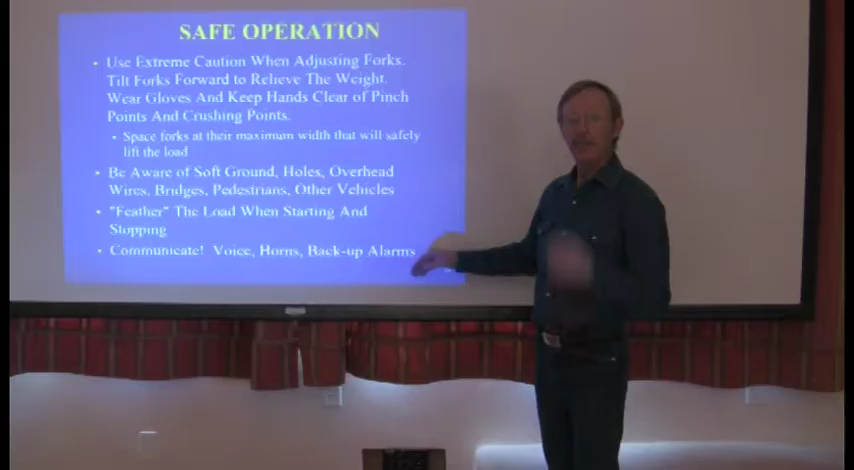 SAFE OPERATION
• Use Extreme Caution When Adjusting Forks.
Tilt Forks Forward to Relieve The Weight.
Wear Gloves And Keep Hands Clear of Pinch
Points And Crushing Points.
• Space forks at their maximum width that will safely
lift the load
• Be Aware of Soft Ground, Holes, Overhead
Wires, Bridges, Pedestrians, Other Vehicles
• "Feather" The Load When Starting And
Stopping
• Communicate! Voice, Horns, Back-up Alarms